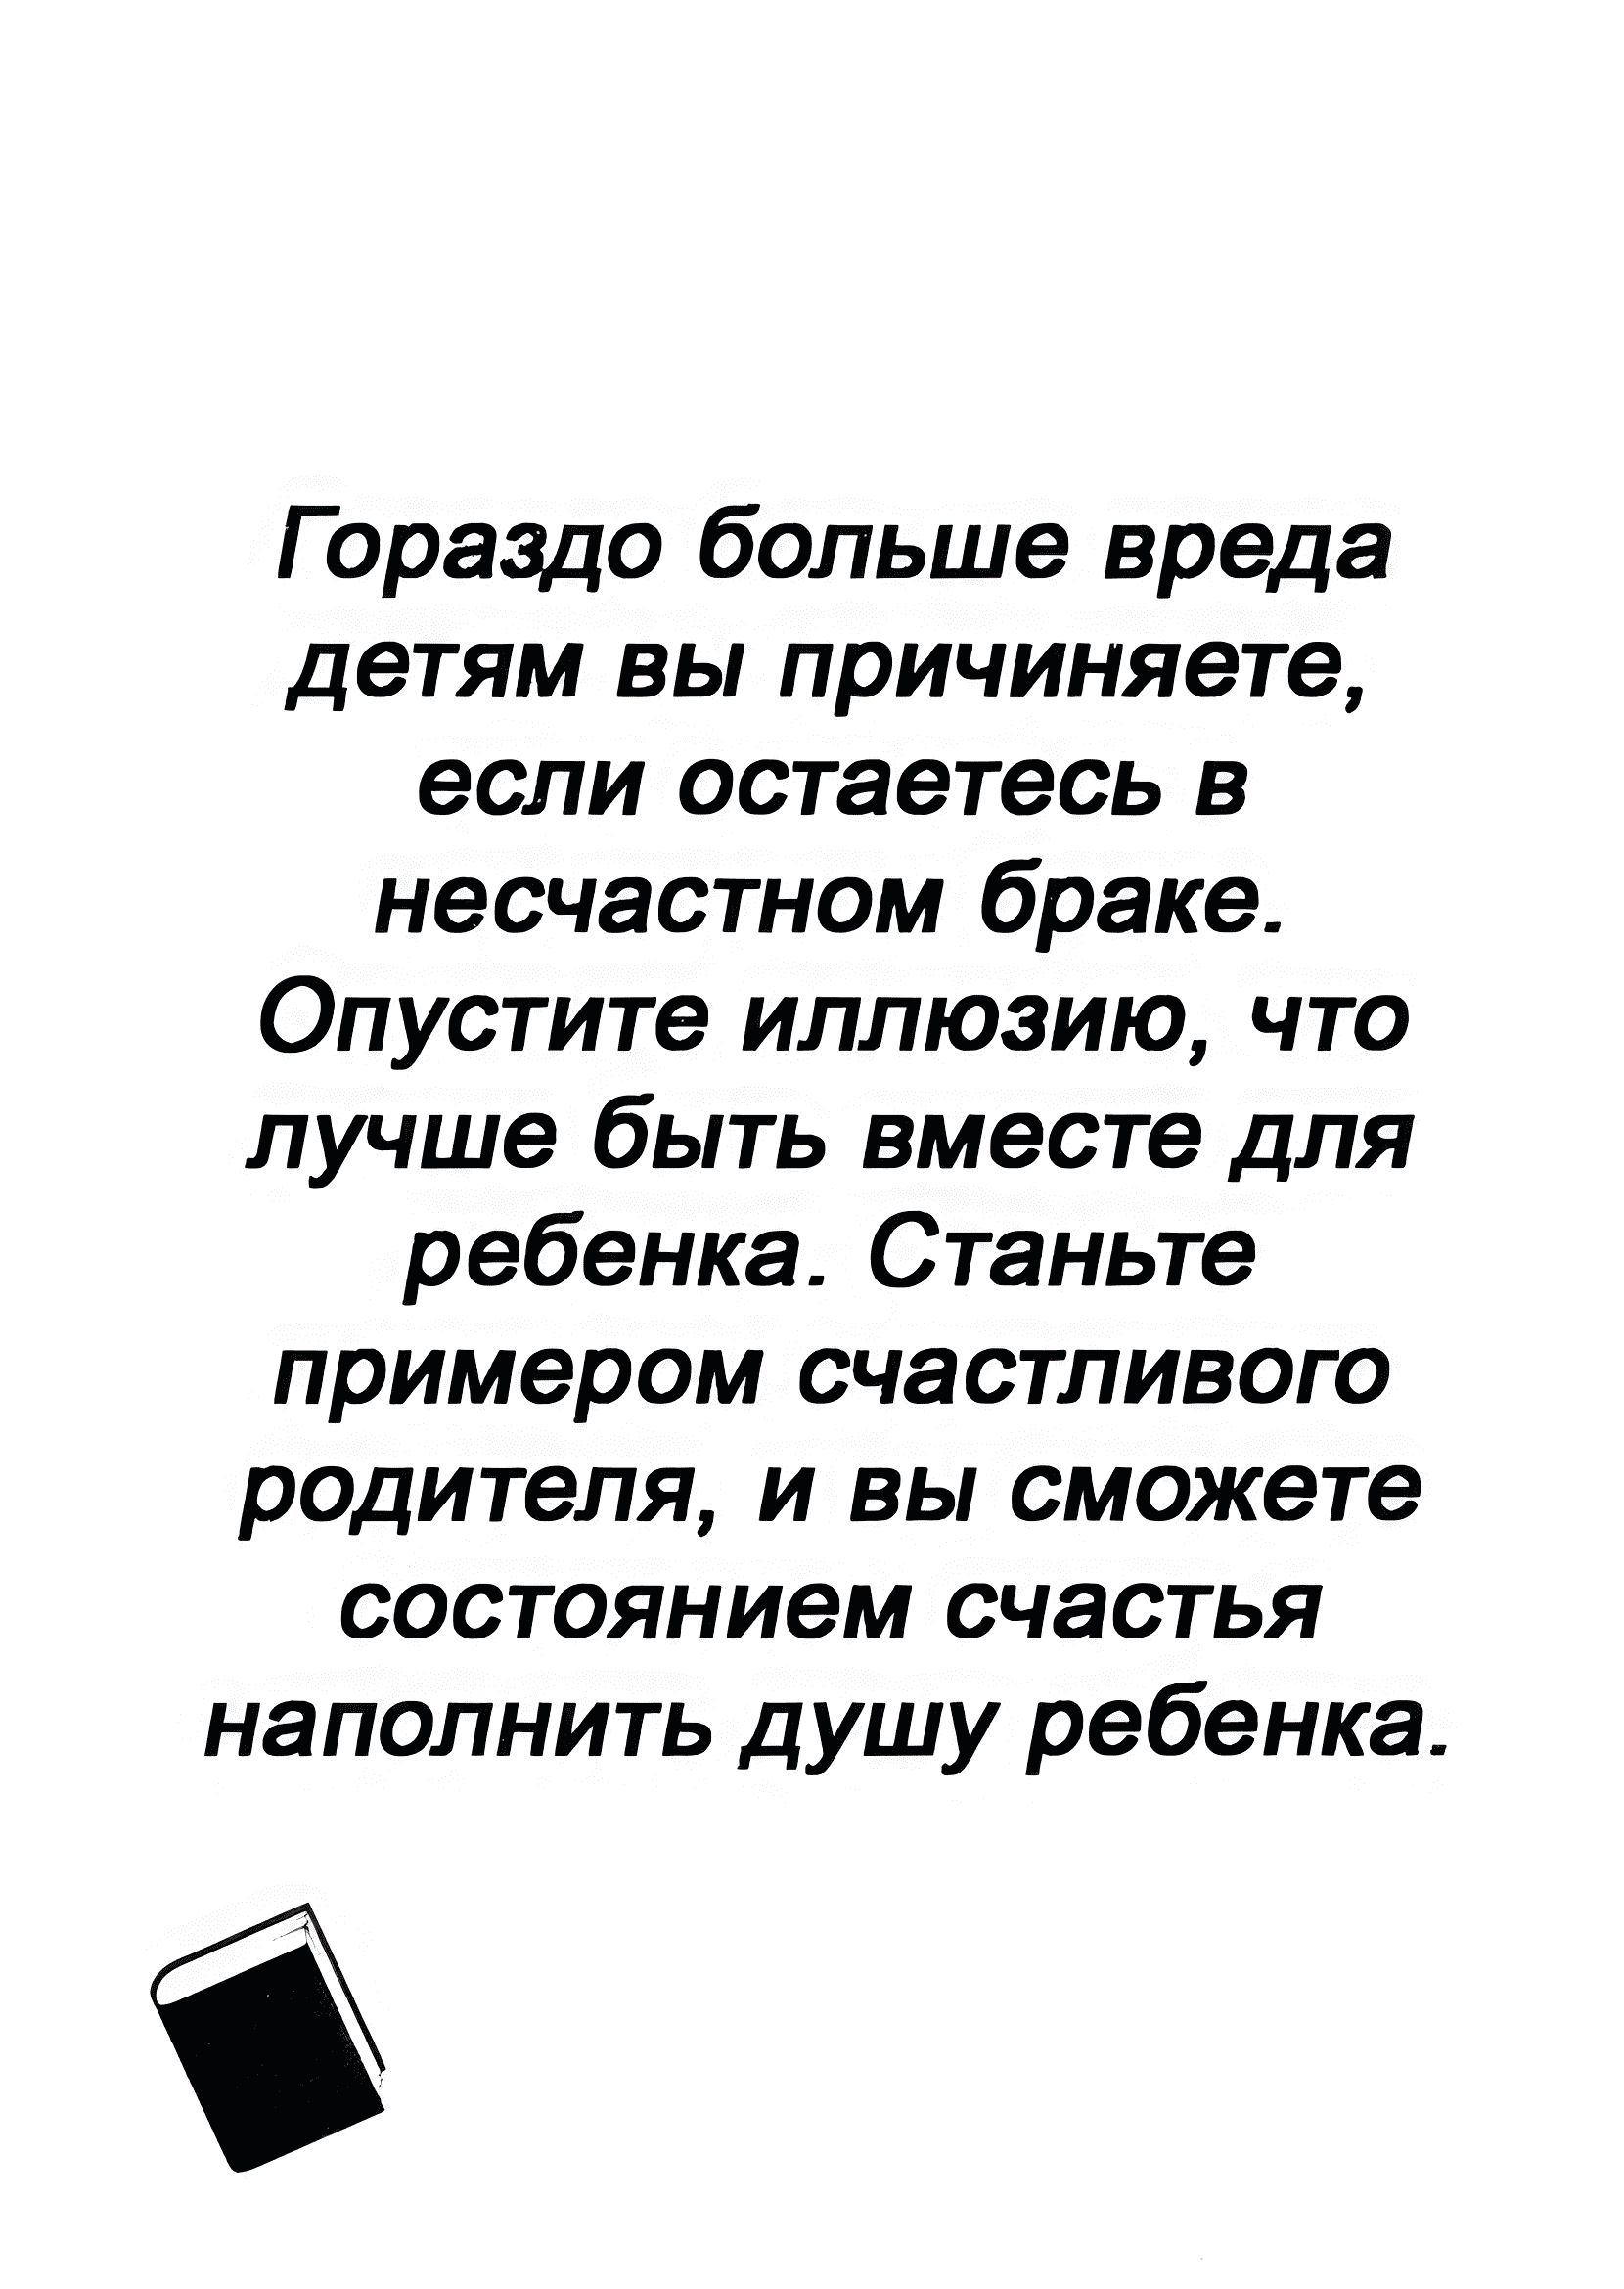 Гораздо больше вреда
детям вы причиняете,
если остаетесь в
несчастном браке.
Опустите иллюзию, что
лучше быть вместе для
ребенка. Станьте
примером счастливого
родителя, и вы сможете
состоянием счастья
наполнить душу ребенка.